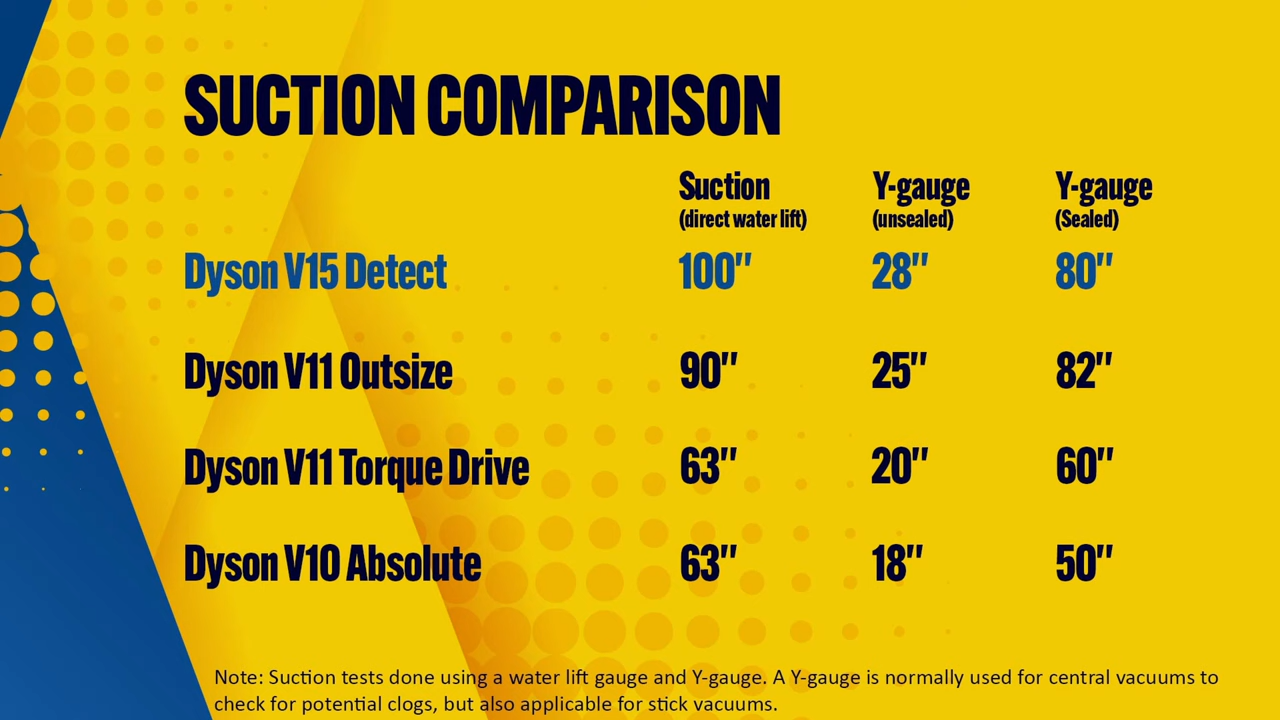 SUCTION COMPARISON
Suction Y-gauge Y-gauge
(direct water lift) (unsealed) (Sealed)
Dyson V15 Detect 100" 28" 80"
Dyson V11 Outsize 90" 25" 82"
Dyson V11 Torque Drive 63" 20" 60"
Dyson V10 Absolute 63" 18" 50"
Note: Suction tests done using a water lift gauge and Y-gauge. A Y-gauge is normally used for central vacuums to
check for potential clogs, but also applicable for stick vacuums.